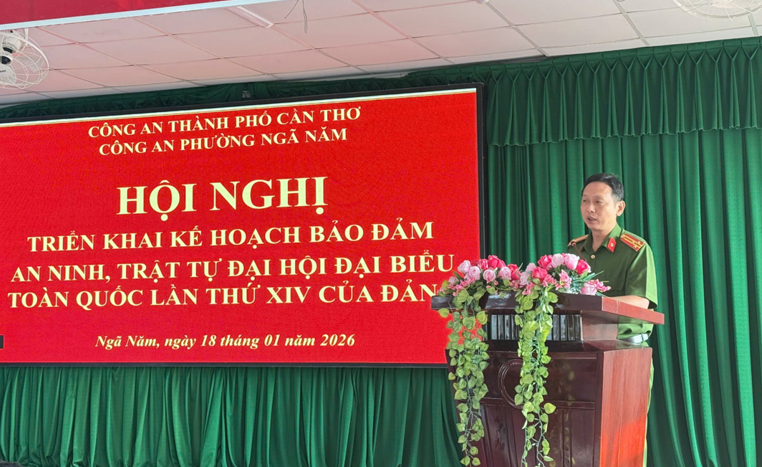 CÔNG AN THÀNH PHỐ CẦN THƠ
CÔNG AN PHƯỜNG NGÃ NĂM
HỘI NGHỊ
TRIỂN KHAI KẾ HOẠCH BẢO ĐẢM
AN NINH, TRẬT TỰ ĐẠI HỘI ĐẠI BIỂU
TOÀN QUỐC LẦN THỨ XIV CỦA ĐẢNG
Ngã Năm, ngày 18 tháng 01 năm 2026